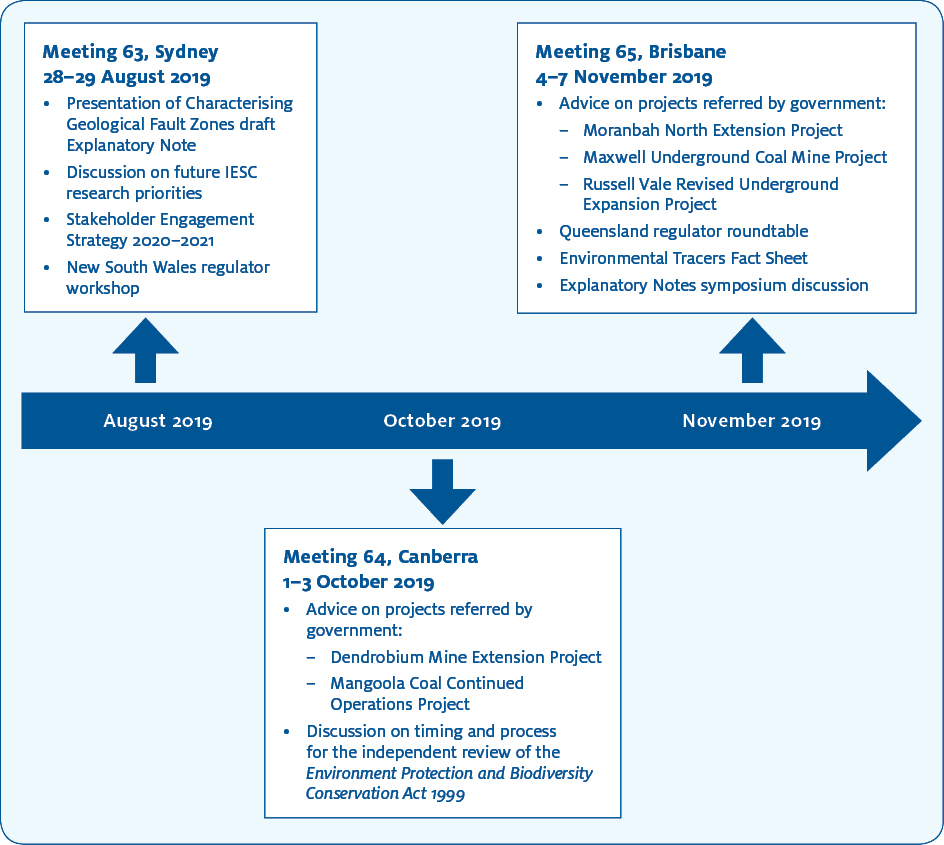 Meeting 63, Sydney
28–29 August 2019
• Presentation of Characterising
Geological Fault Zones draft
Explanatory Note
• Discussion on future IESC
research priorities
• Stakeholder Engagement
Strategy 2020–2021
• New South Wales regulator
workshop
Meeting 65, Brisbane
4–7 November 2019
• Advice on projects referred by government:
– Moranbah North Extension Project
– Maxwell Underground Coal Mine Project
– Russell Vale Revised Underground
Expansion Project
• Queensland regulator roundtable
• Environmental Tracers Fact Sheet
• Explanatory Notes symposium discussion
August 2019
October 2019
November 2019
Meeting 64, Canberra
1–3 October 2019
• Advice on projects referred by
government:
– Dendrobium Mine Extension Project
– Mangoola Coal Continued
Operations Project
• Discussion on timing and process
for the independent review of the
Environment Protection and Biodiversity
Conservation Act 1999